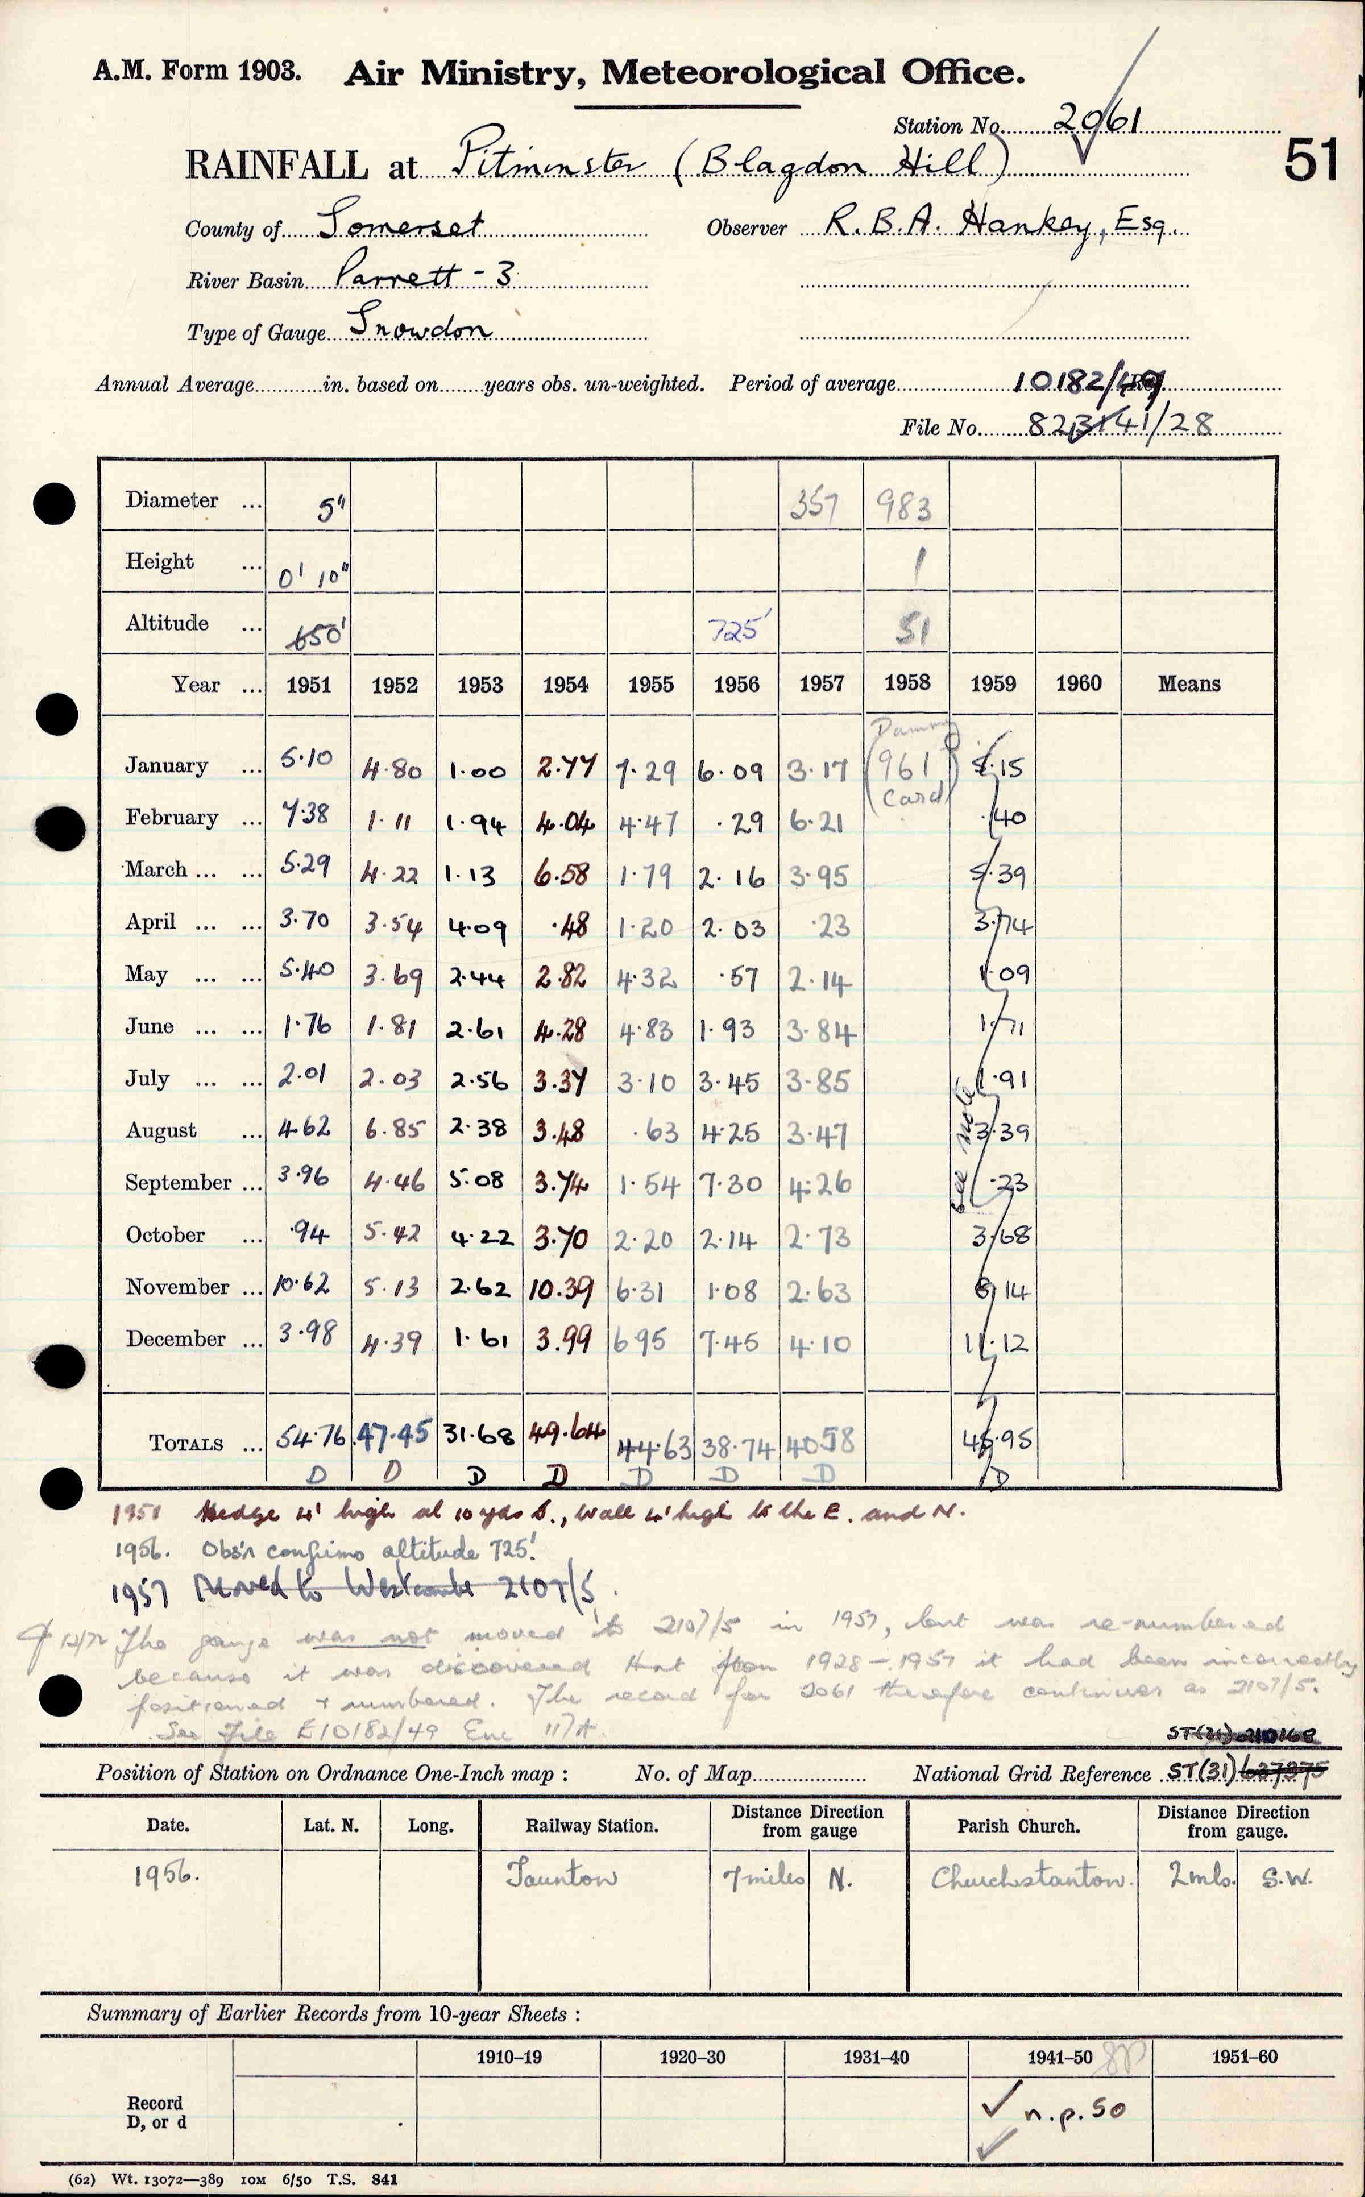 A.M. Form 1903. Air Ministry, Meteorological Office.
Station No. 2061
51
RAINFALL at Pitminster (Blagdon Hill)
County of Somerset Observer R.B.A. Hankey, Esq.
River Basin Parrett - 3
Type of Gauge Snowdon
Annual Average in. based on years obs. un-weighted. Period of average 10182/49
File No. 823141/28
Diameter ... 5" 357 983
Height ... 0' 10" 1
Altitude ... 650' 725' 51
Year ... 1951 1952 1953 1954 1955 1956 1957 1958 1959 1960 Means
Dummy
January ... 5.10 4.80 1.00 2.77 7.29 6.09 3.17 (961 Card) 5.15
February ... 7.38 1.11 1.94 4.04 4.47 .29 6.21 .40
March ... ... 5.29 4.22 1.13 6.58 1.79 2.16 3.95 5.39
April ... ... 3.70 3.54 4.09 .48 1.20 2.03 .23 3.74
May ... ... 5.40 3.69 2.44 2.82 4.32 .57 2.14 1.09
June ... ... 1.76 1.81 2.61 4.28 4.83 1.93 3.84 1.71
July ... ... 2.01 2.03 2.56 3.37 3.10 3.45 3.85 1.91
August ... 4.62 6.85 2.38 3.48 .63 4.25 3.47 3.39
September ... 3.96 4.46 5.08 3.74 1.54 7.30 4.26 .23
see note
October ... .94 5.42 4.22 3.70 2.20 2.14 2.73 3.68
November ... 10.62 5.13 2.62 10.39 6.31 1.08 2.63 8.14
December ... 3.98 4.39 1.61 3.99 6.95 7.45 4.10 11.12
TOTALS ... 54.76 47.45 31.68 49.64 44.63 38.74 40.58 45.95
D D D D D D D D
1951 Hedge 4' high at 10 yds S., Wall 4' high to the E. and N.
1956. Obs'n confirms altitude 725'.
1957 Moved to Westcombe 2107/5.
12/72 The gauge was not moved to 2107/5 in 1957, but was re-numbered
because it was discovered that from 1928 - 1957 it had been incorrectly
positioned & numbered. The record for 2061 therefore continues as 2107/5.
See File E10182/49 Enc 117A.
ST(31) 210168
Position of Station on Ordnance One-Inch map : No. of Map National Grid Reference ST(31) 637375
Date. Lat. N. Long. Railway Station. Distance Direction from gauge Parish Church. Distance Direction from gauge.
1956. Taunton 7 miles N. Churchstanton. 2 mls. S.W.
Summary of Earlier Records from 10-year Sheets :
1910–19 1920–30 1931–40 1941–50 1951–60
Record
D, or d n.p. 50
(62) Wt. 13072—389 10M 6/50 T.S. 841